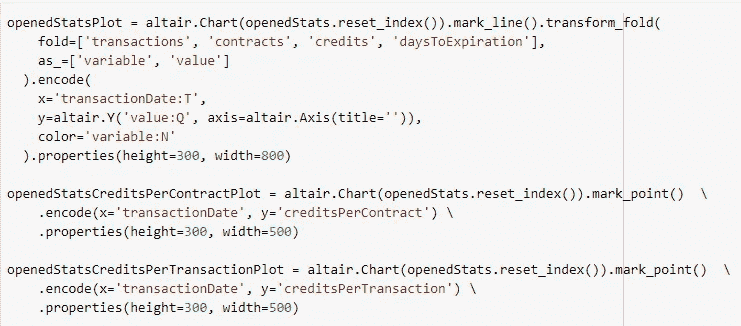 openedStatsPlot = altair.Chart(openedStats.reset_index()).mark_line().transform_fold(
    fold=['transactions', 'contracts', 'credits', 'daysToExpiration'],
    as_=['variable', 'value']
  ).encode(
    x='transactionDate:T',
    y=altair.Y('value:Q', axis=altair.Axis(title='')),
    color='variable:N'
  ).properties(height=300, width=800)
openedStatsCreditsPerContractPlot = altair.Chart(openedStats.reset_index()).mark_point()  \
    .encode(x='transactionDate', y='creditsPerContract') \
    .properties(height=300, width=500)
openedStatsCreditsPerTransactionPlot = altair.Chart(openedStats.reset_index()).mark_point()  \
    .encode(x='transactionDate', y='creditsPerTransaction') \
    .properties(height=300, width=500)